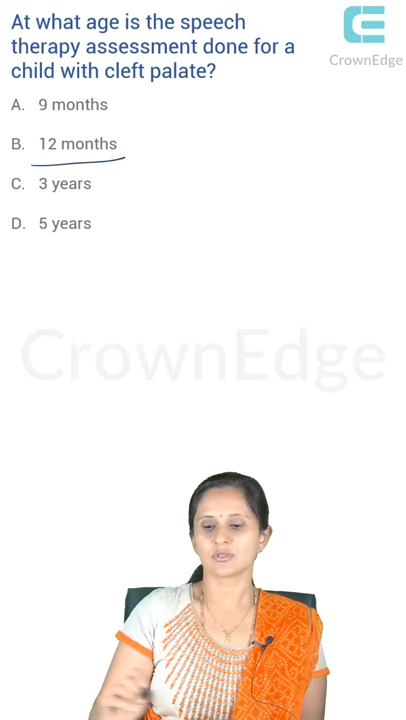 At what age is the speech
therapy assessment done for a
child with cleft palate?
CrownEdge
A. 9 months
B. 12 months
C. 3 years
D. 5 years
CrownEdge